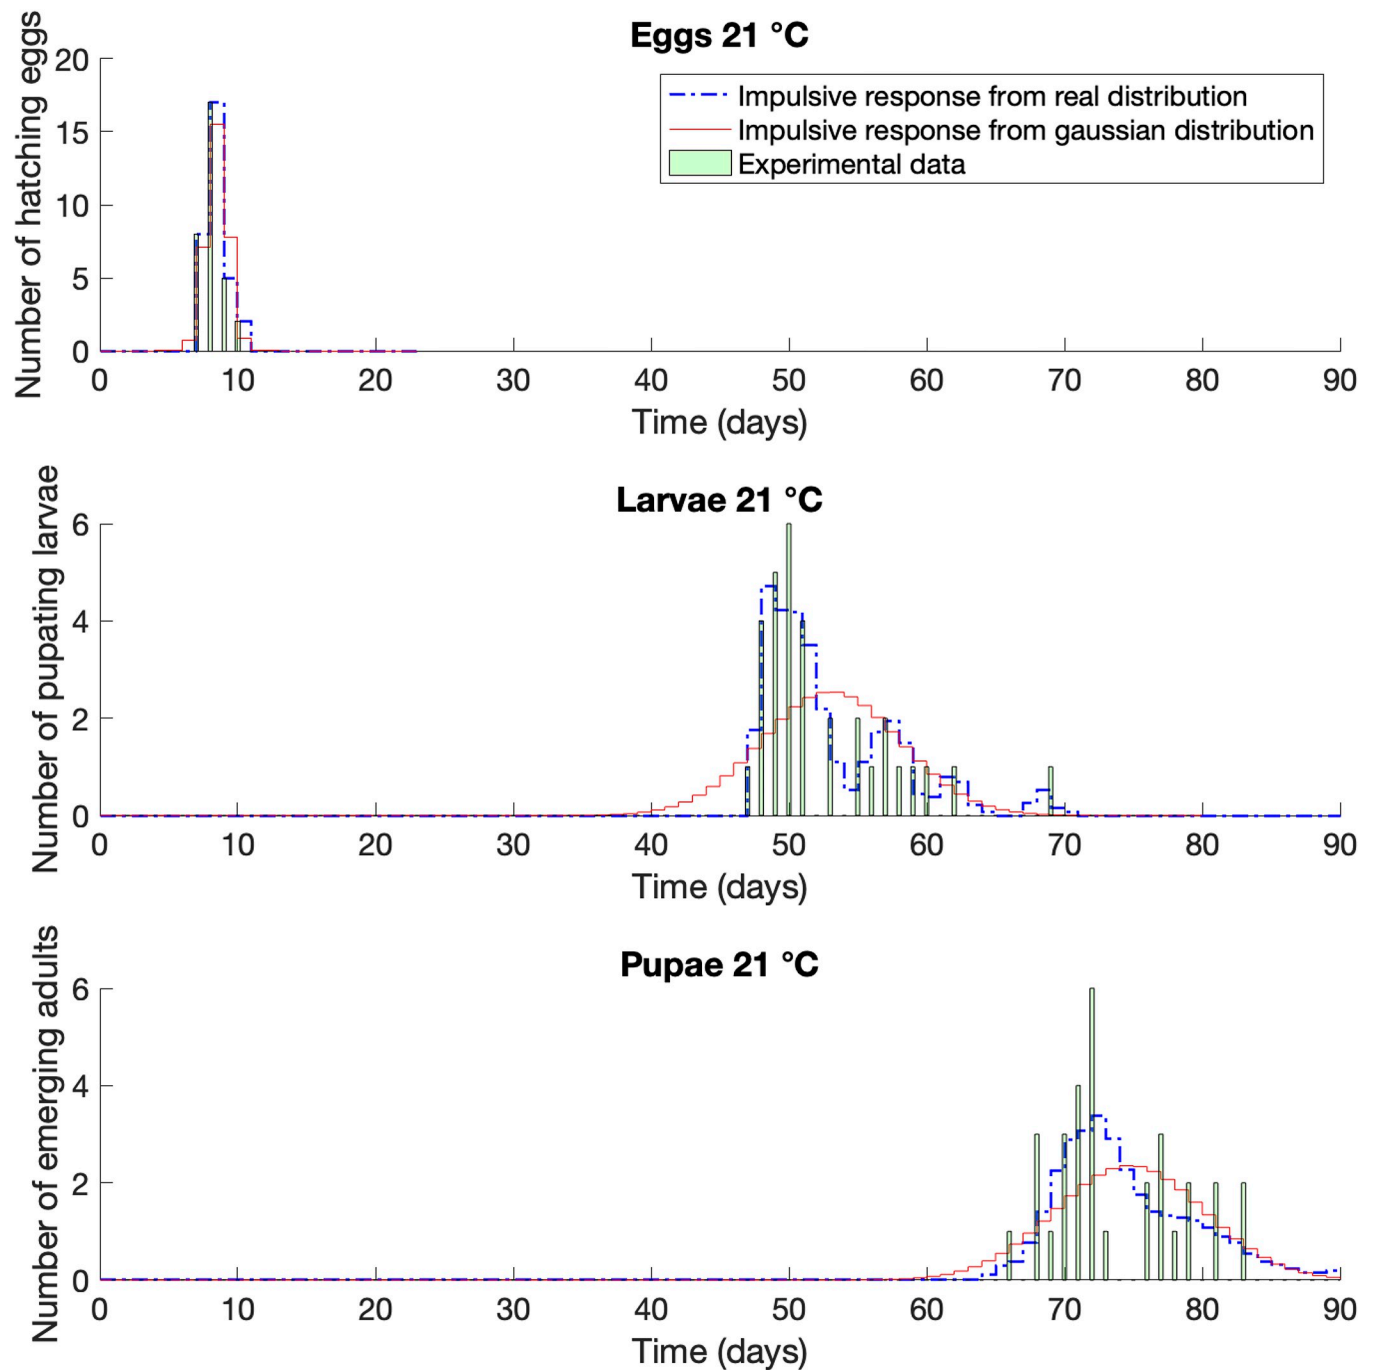 Eggs 21 °C
Number of hatching eggs
20
15
10
5
0
Impulsive response from real distribution
Impulsive response from gaussian distribution
Experimental data
0 10 20 30 40 50 60 70 80 90
Time (days)
Larvae 21 °C
Number of pupating larvae
6
4
2
0
0 10 20 30 40 50 60 70 80 90
Time (days)
Pupae 21 °C
Number of emerging adults
6
4
2
0
0 10 20 30 40 50 60 70 80 90
Time (days)